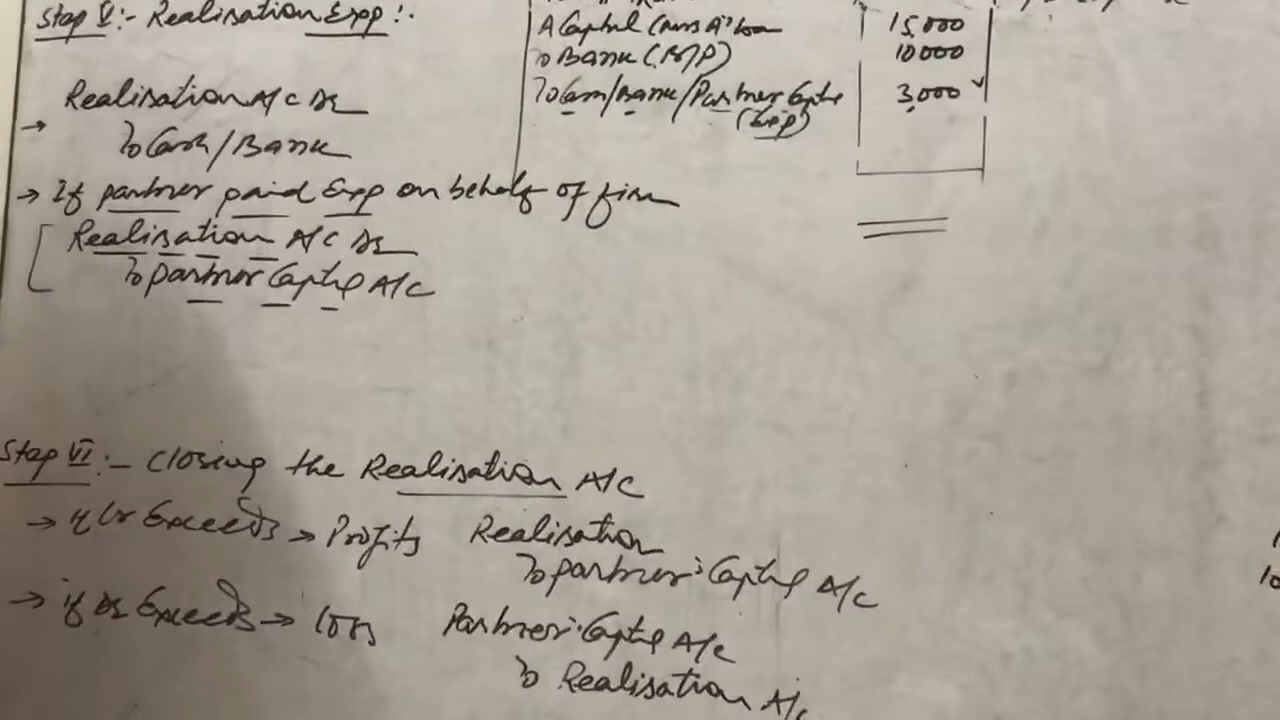 Step V:- Realisation Exp:.
Realisation A/c Dr
→ To Cash/Bank
→ If partner paid Exp on behalf of firm
Realisation A/c Dr
To partner Capital A/c
A Capital (Mrs A's loan
15,000
To Bank (B/P)
10000
To Cash/Bank/Partner Capital
3,000
(Exp)
Step VI:- Closing the Realisation A/c
→ if Cr Exceeds → Profits Realisation
To partner's Capital A/c
→ if Dr Exceeds → loss Partner's Capital A/c
To Realisation A/c